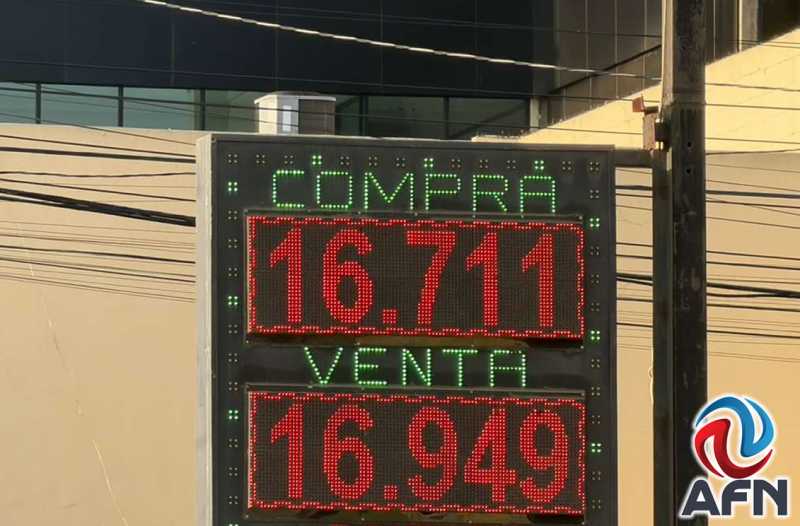 COMPRA
16.711
VENTA
16.949
AFN